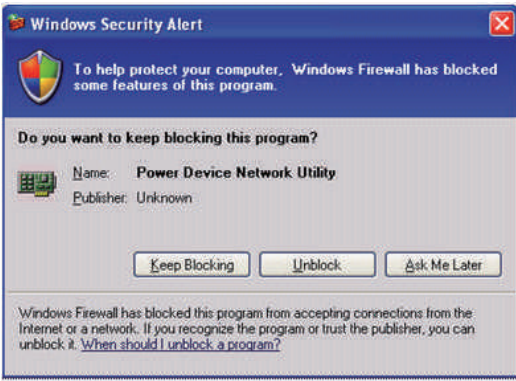 Windows Security Alert
To help protect your computer, Windows Firewall has blocked
some features of this program.
Do you want to keep blocking this program?
Name: Power Device Network Utility
Publisher: Unknown
Keep Blocking Unblock Ask Me Later
Windows Firewall has blocked this program from accepting connections from the
Internet or a network. If you recognize the program or trust the publisher, you can
unblock it. When should I unblock a program?